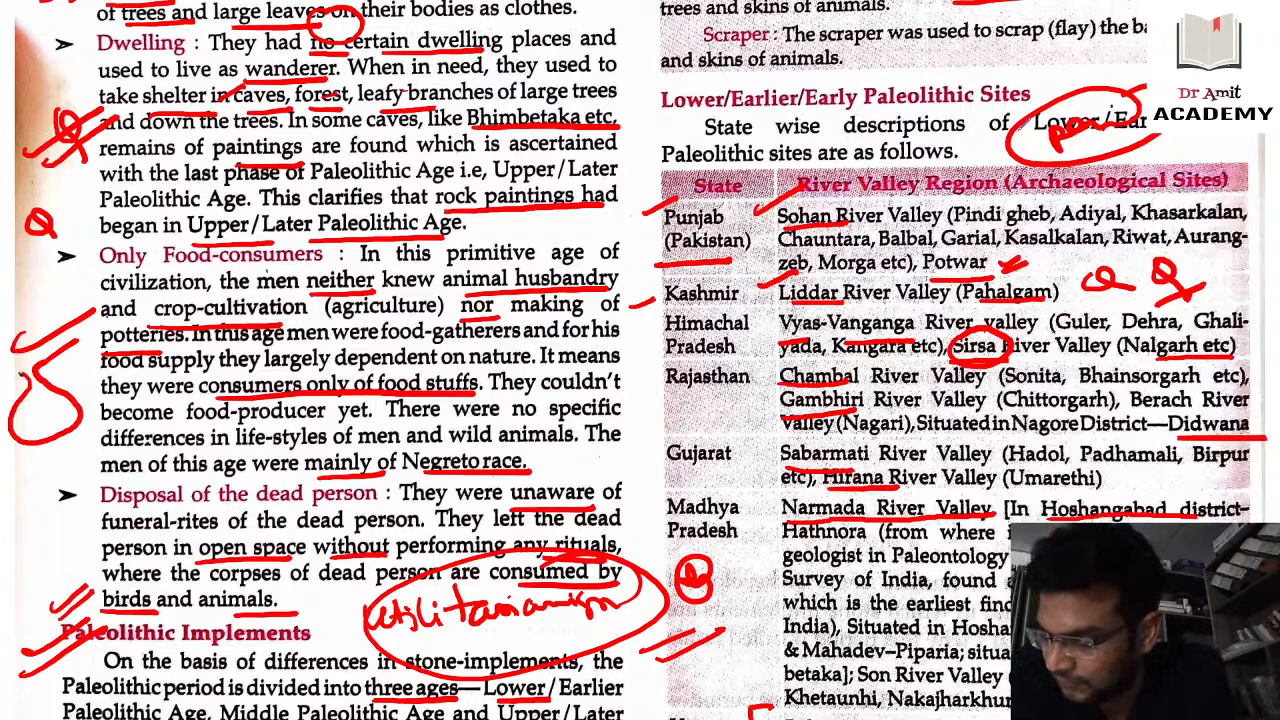 of trees and large leaves on their bodies as clothes.
➤ Dwelling : They had no certain dwelling places and
used to live as wanderer. When in need, they used to
take shelter in caves, forest, leafy branches of large trees
and down the trees. In some caves, like Bhimbetaka etc,
remains of paintings are found which is ascertained
with the last phase of Paleolithic Age i.e, Upper/Later
Paleolithic Age. This clarifies that rock paintings had
began in Upper/Later Paleolithic Age.
➤ Only Food-consumers : In this primitive age of
civilization, the men neither knew animal husbandry
and crop-cultivation (agriculture) nor making of
potteries. In this age men were food-gatherers and for his
food supply they largely dependent on nature. It means
they were consumers only of food stuffs. They couldn't
become food-producer yet. There were no specific
differences in life-styles of men and wild animals. The
men of this age were mainly of Negreto race.
➤ Disposal of the dead person : They were unaware of
funeral-rites of the dead person. They left the dead
person in open space without performing any rituals,
where the corpses of dead person are consumed by
birds and animals.
Paleolithic Implements
On the basis of differences in stone-implements, the
Paleolithic period is divided into three ages—Lower/Earlier
Paleolithic Age, Middle Paleolithic Age and Upper/Later
trees and skins of animals.
Scraper : The scraper was used to scrap (flay) the ba
and skins of animals.
Lower/Earlier/Early Paleolithic Sites
State wise descriptions of Lower/Ear
Paleolithic sites are as follows.
State River Valley Region (Archaeological Sites)
Punjab Sohan River Valley (Pindi gheb, Adiyal, Khasarkalan,
(Pakistan) Chauntara, Balbal, Garial, Kasalkalan, Riwat, Aurang-
zeb, Morga etc), Potwar
Kashmir Liddar River Valley (Pahalgam)
Himachal Vyas-Vanganga River valley (Guler, Dehra, Ghali-
Pradesh yada, Kangara etc), Sirsa River Valley (Nalgarh etc)
Rajasthan Chambal River Valley (Sonita, Bhainsorgarh etc),
Gambhiri River Valley (Chittorgarh), Berach River
valley (Nagari), Situated in Nagore District—Didwana
Gujarat Sabarmati River Valley (Hadol, Padhamali, Birpur
etc), Hirana River Valley (Umarethi)
Madhya Narmada River Valley [In Hoshangabad district-
Pradesh Hathnora (from where
geologist in Paleontology
Survey of India, found
which is the earliest
India), Situated in
& Mahadev-Piparia;
betaka]; Son River Valley
Khetaunhi, Nakajharkhur
Dr Amit
ACADEMY